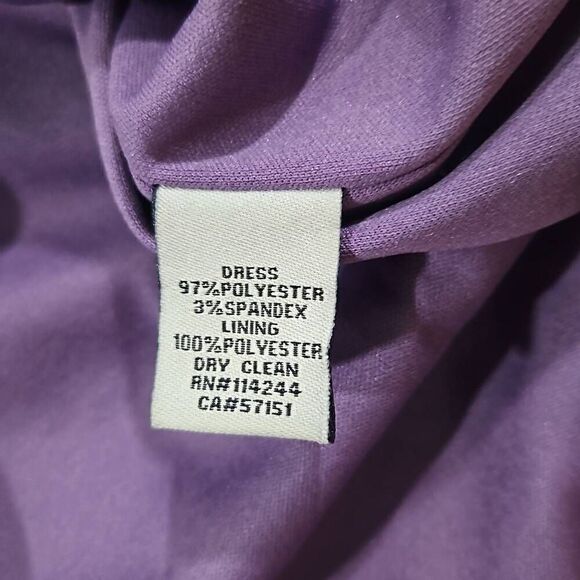 DRESS
97%POLYESTER
3%SPANDEX
LINING
100%POLYESTER
DRY CLEAN
RN#114244
CA#57151